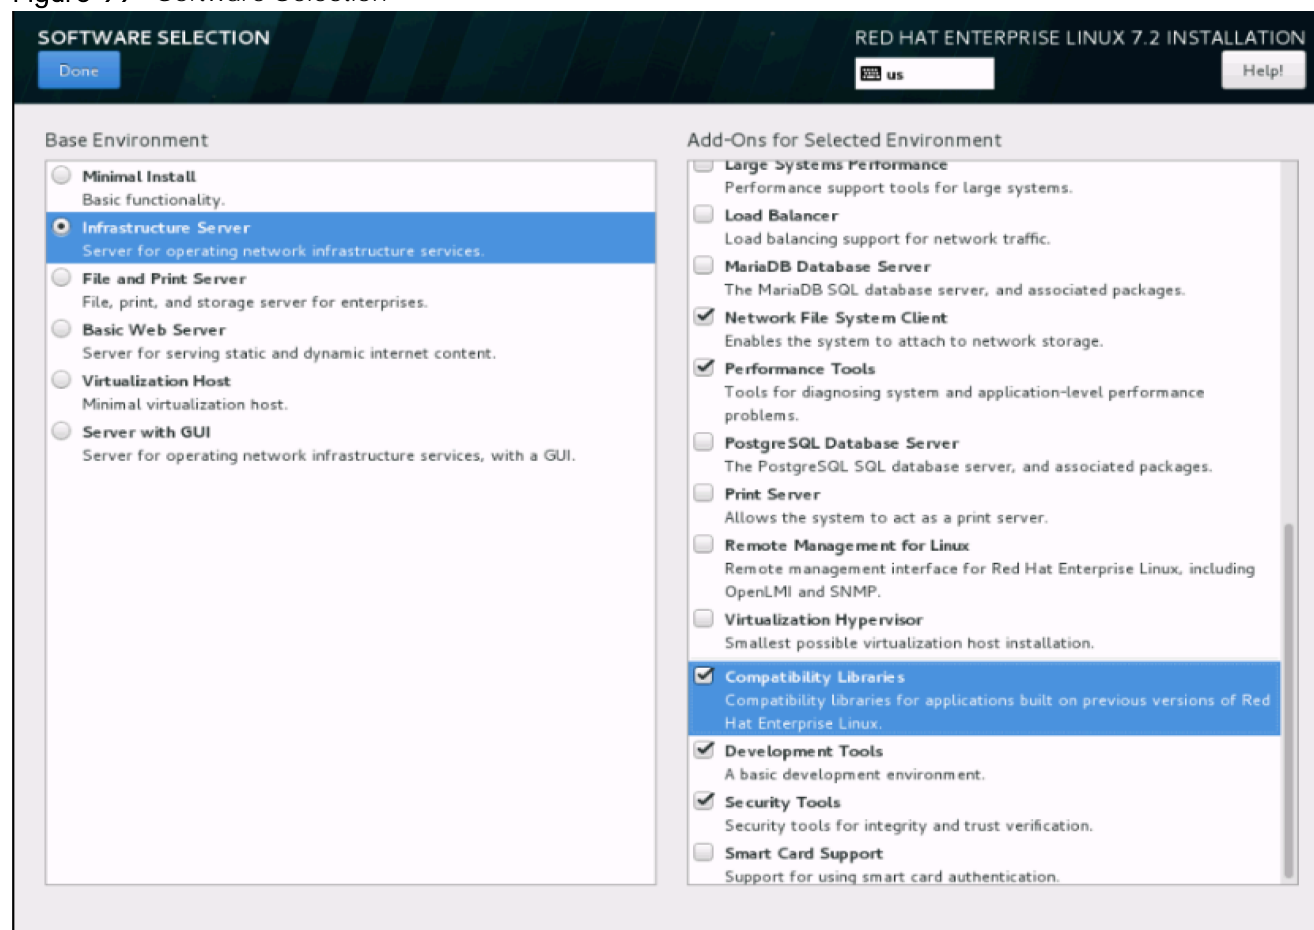 Figure 99 Software Selection
SOFTWARE SELECTION
RED HAT ENTERPRISE LINUX 7.2 INSTALLATION
Done
us
Help!
Base Environment
Minimal Install
Basic functionality.
Infrastructure Server
Server for operating network infrastructure services.
File and Print Server
File, print, and storage server for enterprises.
Basic Web Server
Server for serving static and dynamic internet content.
Virtualization Host
Minimal virtualization host.
Server with GUI
Server for operating network infrastructure services, with a GUI.
Add-Ons for Selected Environment
Large Systems Performance
Performance support tools for large systems.
Load Balancer
Load balancing support for network traffic.
MariaDB Database Server
The MariaDB SQL database server, and associated packages.
Network File System Client
Enables the system to attach to network storage.
Performance Tools
Tools for diagnosing system and application-level performance
problems.
PostgreSQL Database Server
The PostgreSQL SQL database server, and associated packages.
Print Server
Allows the system to act as a print server.
Remote Management for Linux
Remote management interface for Red Hat Enterprise Linux, including
OpenLMI and SNMP.
Virtualization Hypervisor
Smallest possible virtualization host installation.
Compatibility Libraries
Compatibility libraries for applications built on previous versions of Red
Hat Enterprise Linux.
Development Tools
A basic development environment.
Security Tools
Security tools for integrity and trust verification.
Smart Card Support
Support for using smart card authentication.